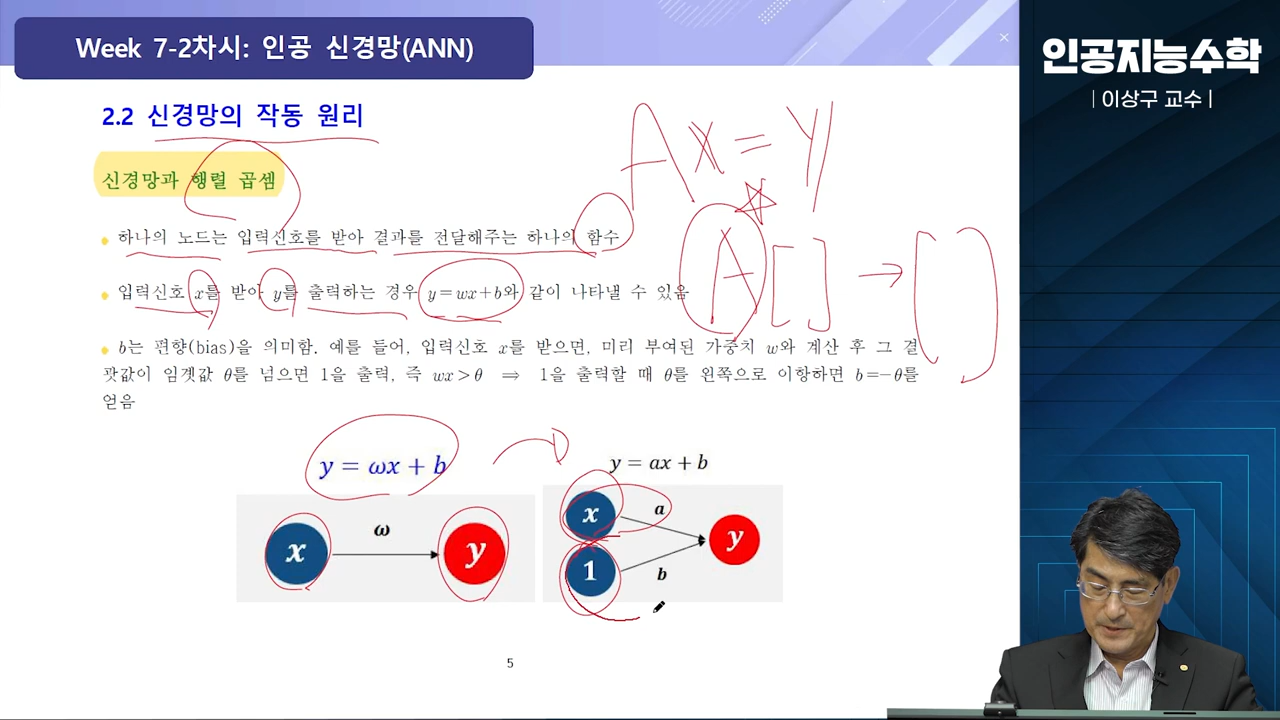 Week 7-2차시: 인공 신경망(ANN)
인공지능수학
| 이상구 교수 |
2.2 신경망의 작동 원리
신경망과 행렬 곱셈
하나의 노드는 입력신호를 받아 결과를 전달해주는 하나의 함수
입력신호 x를 받아 y를 출력하는 경우 y=wx+b와 같이 나타낼 수 있음
b는 편향(bias)을 의미함. 예를 들어, 입력신호 x를 받으면, 미리 부여된 가중치 w와 계산 후 그 결
괏값이 임곗값 θ를 넘으면 1을 출력, 즉 wx>θ ⇒ 1을 출력할 때 θ를 왼쪽으로 이항하면 b=-θ를
얻음
A x = y
A [ ] → [ ]
y = ωx + b
x ω y
y = ax + b
x a
y
1 b
5